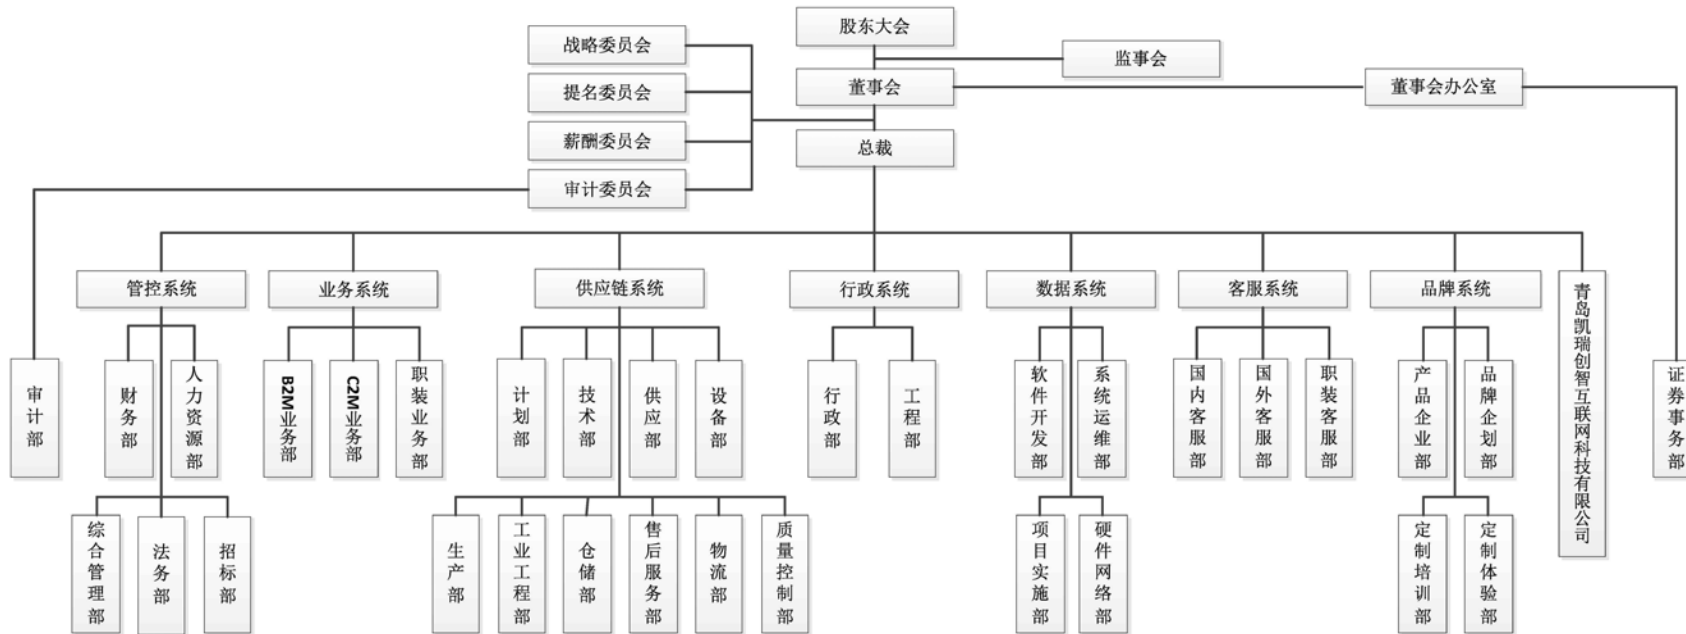 股东大会
战略委员会
监事会
提名委员会
董事会
董事会办公室
薪酬委员会
总裁
审计委员会
管控系统
业务系统
供应链系统
行政系统
数据系统
客服系统
品牌系统
青岛凯瑞创智互联网科技有限公司
审计部
财务部
人力资源部
B2M业务部
C2M业务部
职装业务部
计划部
技术部
供应部
设备部
行政部
工程部
软件开发部
系统运维部
国内客服部
国外客服部
职装客服部
产品企业部
品牌企划部
证券事务部
综合管理部
法务部
招标部
生产部
工业工程部
仓储部
售后服务部
物流部
质量控制部
项目实施部
硬件网络部
定制培训部
定制体验部